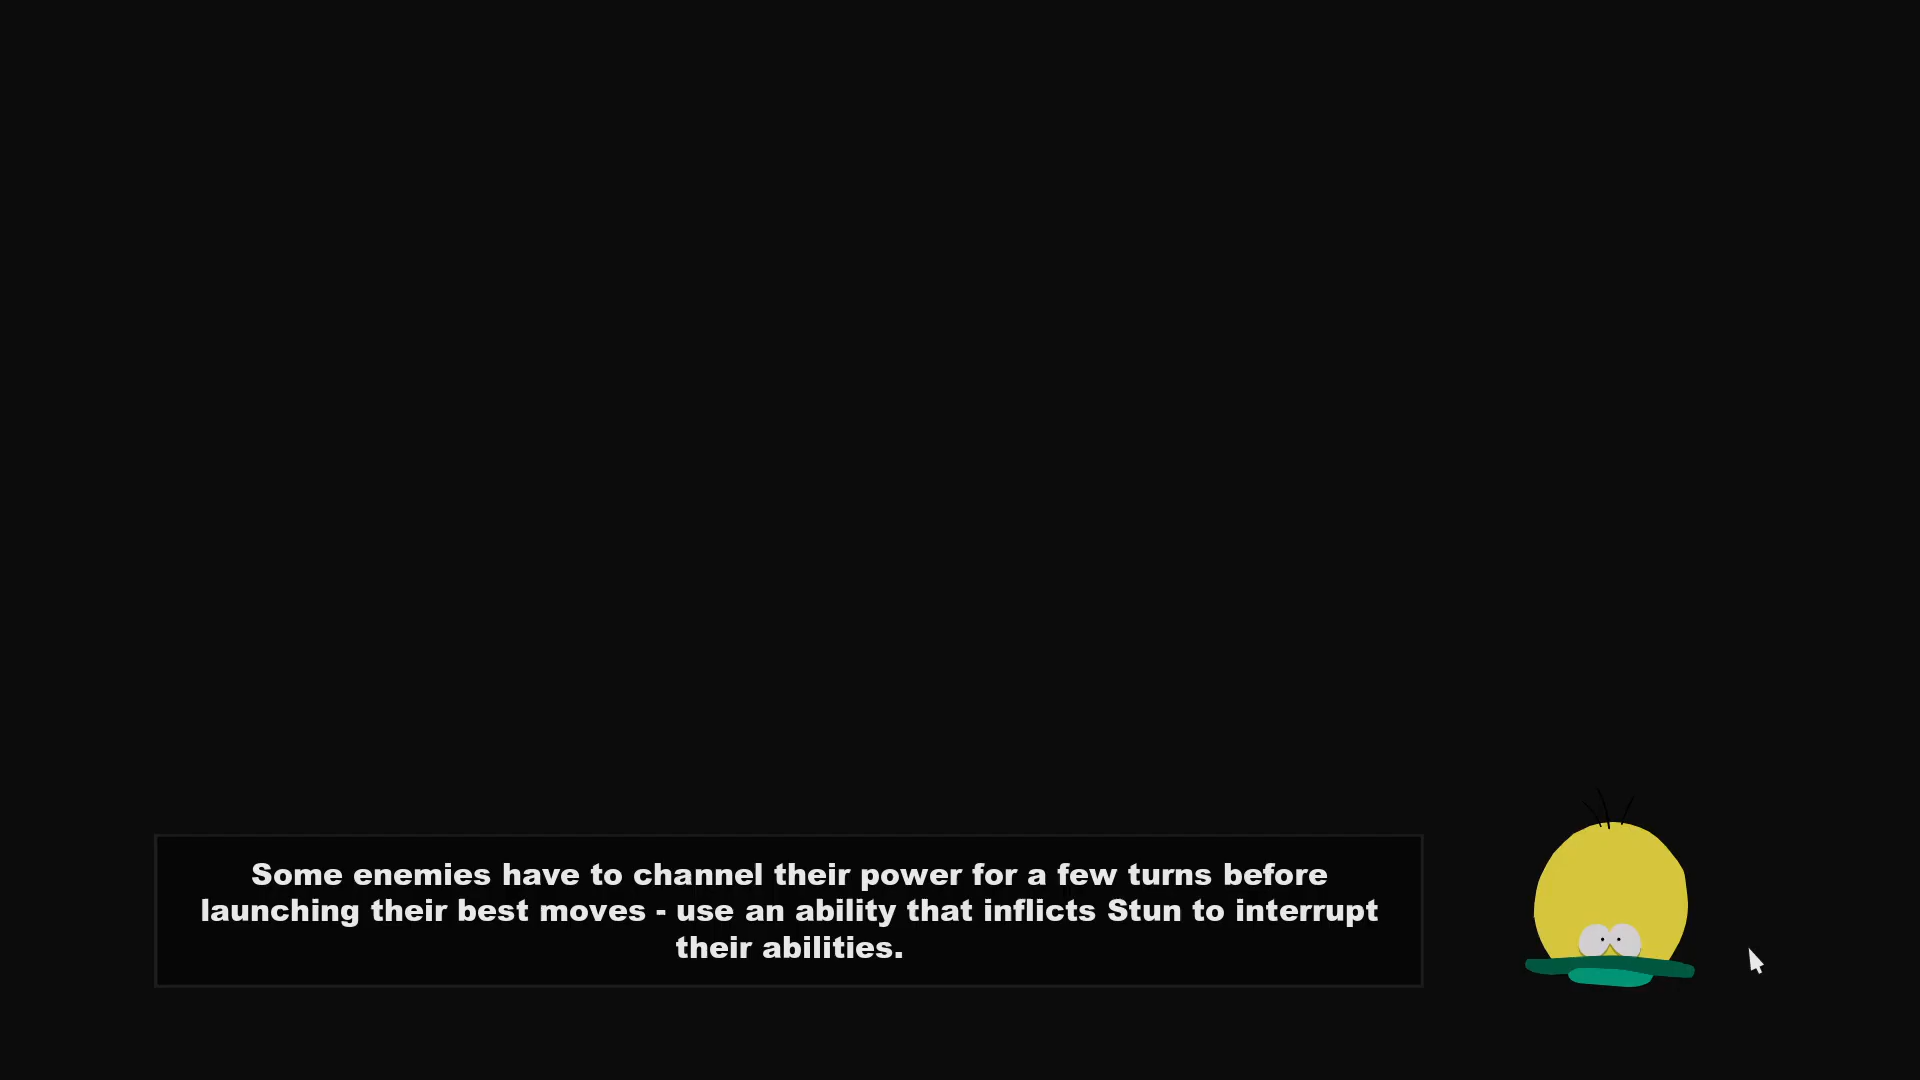 Some enemies have to channel their power for a few turns before
launching their best moves - use an ability that inflicts Stun to interrupt
their abilities.